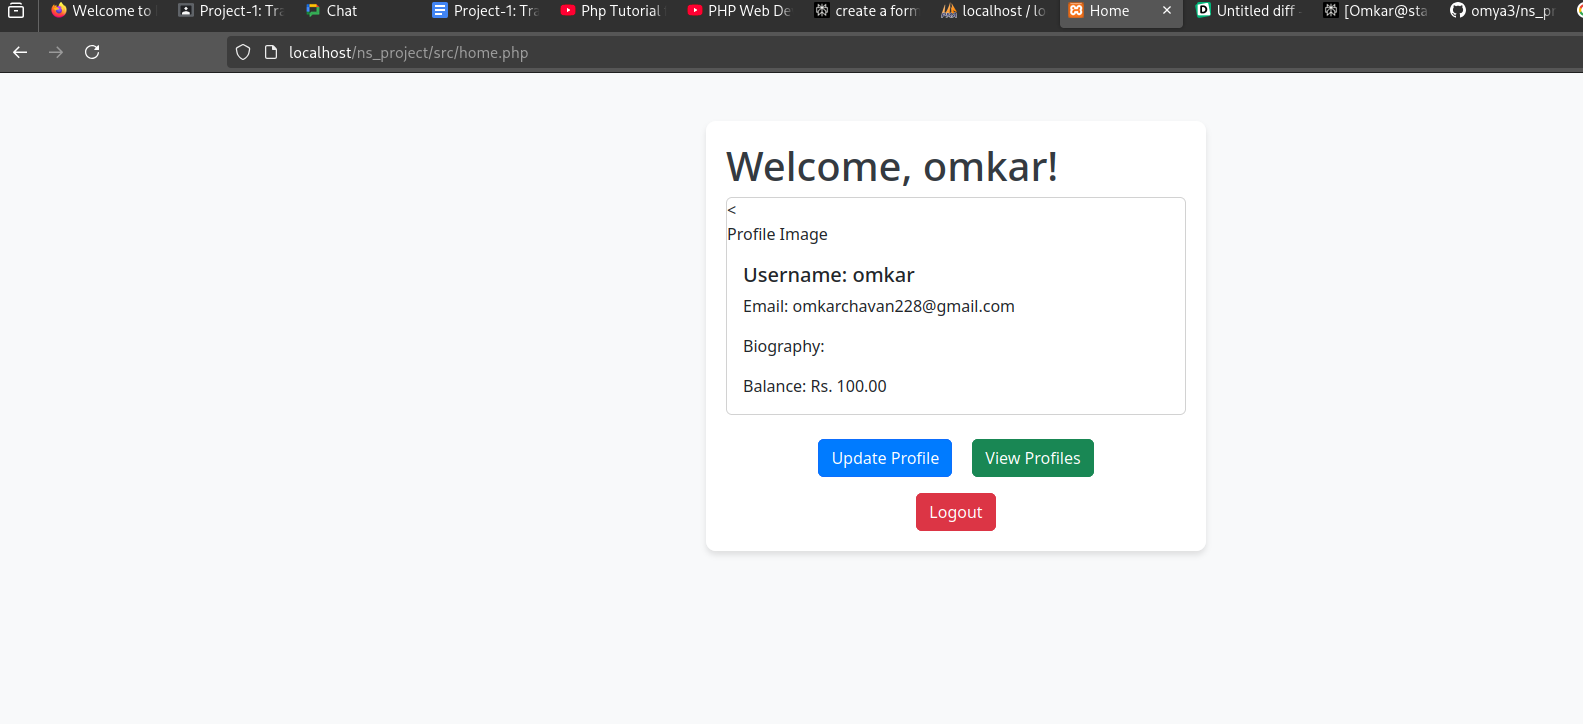 Welcome to
Project-1: Tra
Chat
Project-1: Tra
Php Tutorial
PHP Web De
create a form
localhost / lo
Home
Untitled diff
[Omkar@sta
omya3/ns_pr
localhost/ns_project/src/home.php
Welcome, omkar!
<
Profile Image
Username: omkar
Email: omkarchavan228@gmail.com
Biography:
Balance: Rs. 100.00
Update Profile
View Profiles
Logout